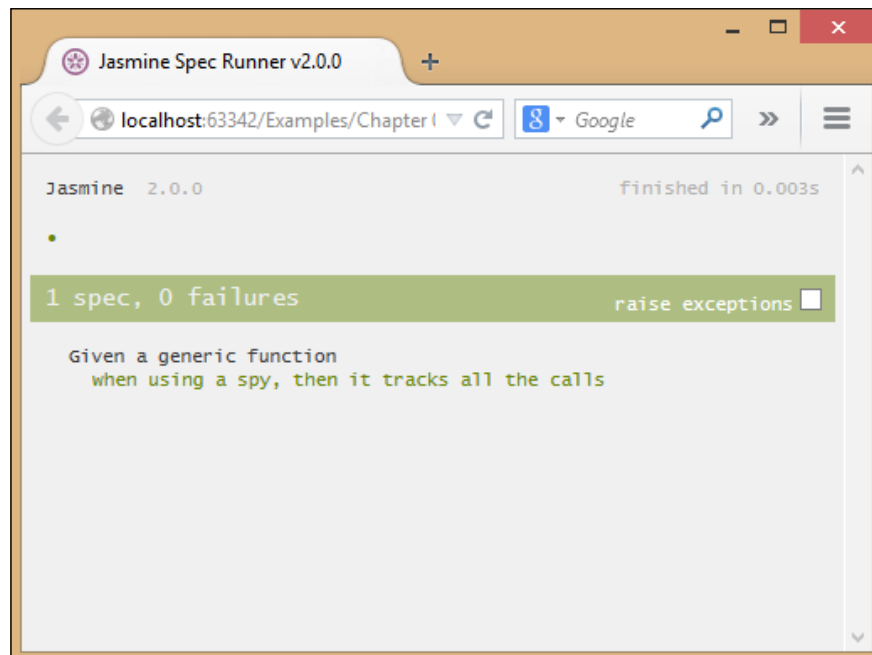 Jasmine Spec Runner v2.0.0
localhost:63342/Examples/Chapter
Google
Jasmine 2.0.0
finished in 0.003s
1 spec, 0 failures
raise exceptions
Given a generic function
when using a spy, then it tracks all the calls